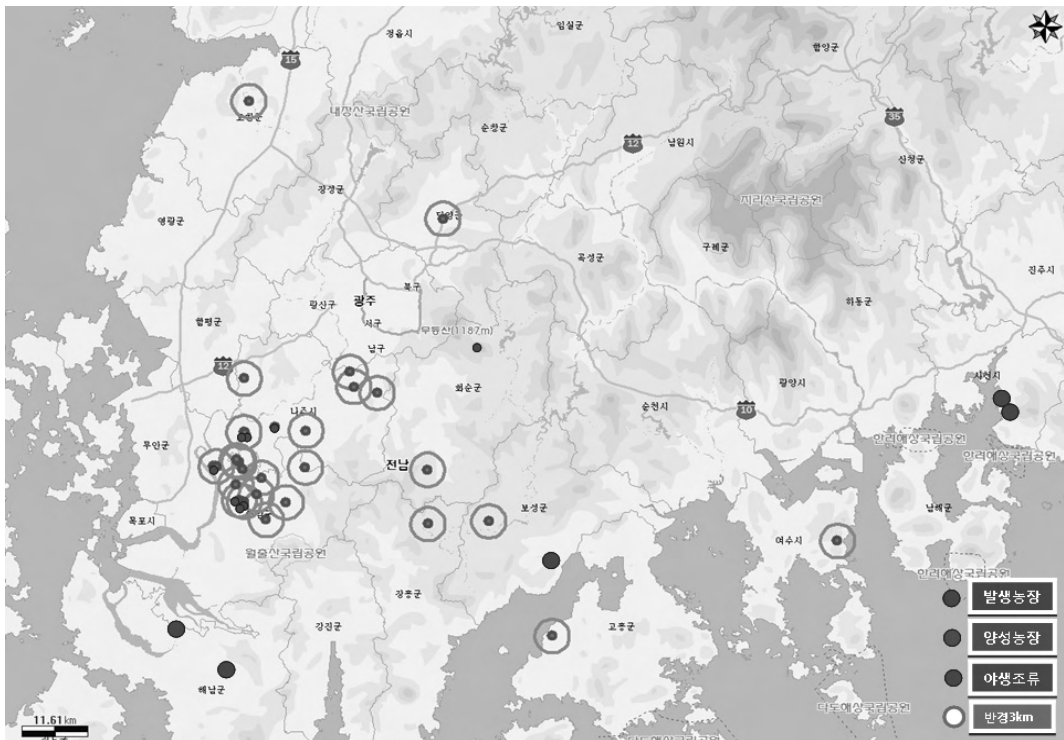 정읍시
임실군
함양군
15
35
고창군
내장산국립공원
순창군
12
남원시
산청군
장성군
지리산국립공원
담양군
영광군
구례군
곡성군
진주시
북구
광산구
광주
하동군
함평군
서구
무등산(1187m)
남구
12
사천시
화순군
광양시
순천시
10
나주시
한려해상국립공원
무안군
전남
한려해상국립공원
보성군
남해군
목포시
여수시
월출산국립공원
한려해상국립공원
장흥군
발생농장
강진군
고흥군
양성농장
해남군
야생조류
다도해상국립공원
반경3km
11.61km
다도해상국립공원